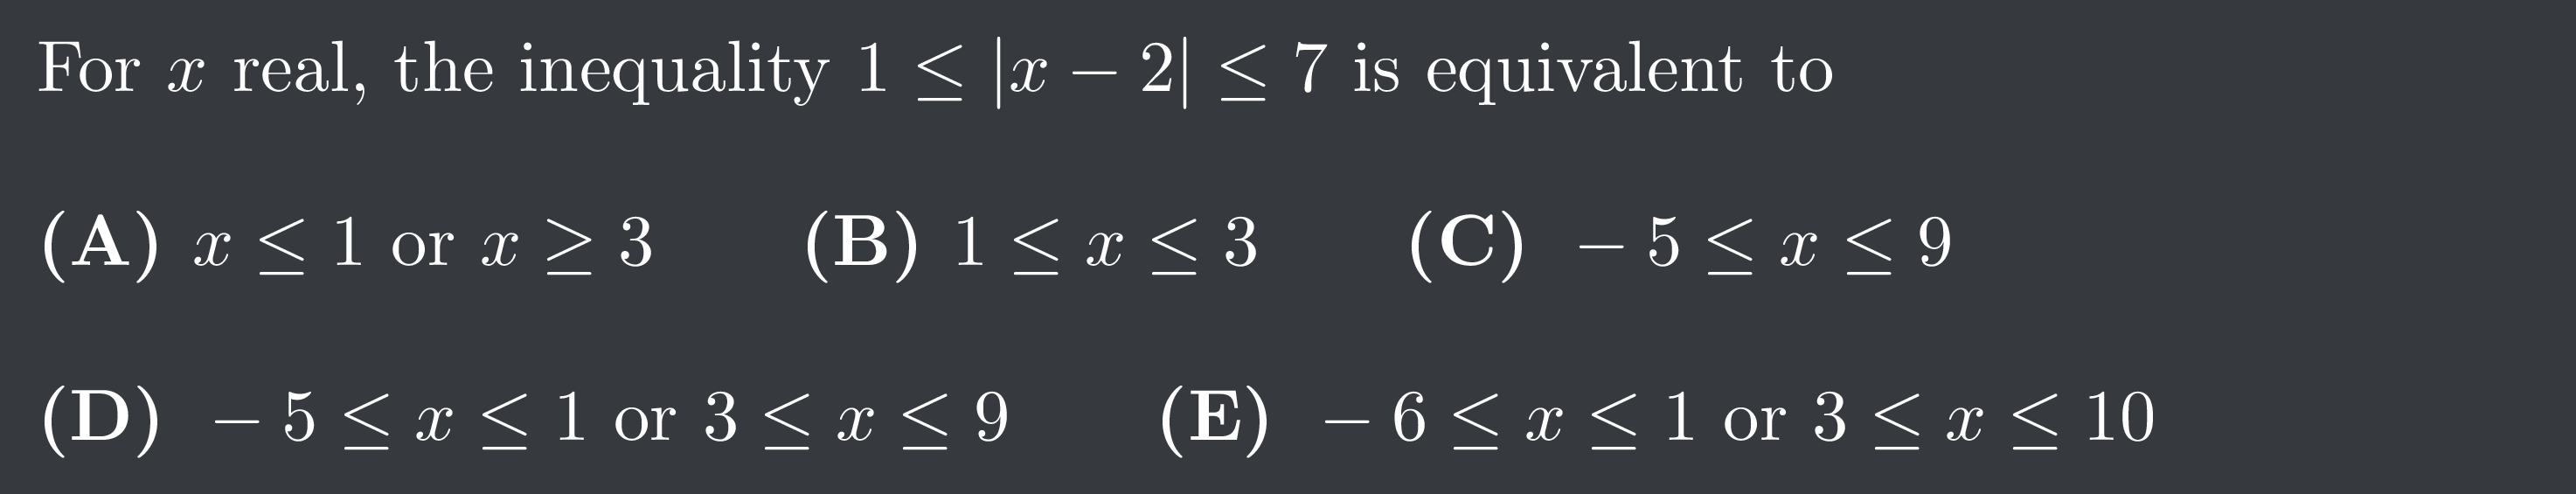 For x real, the inequality 1 ≤ |x − 2| ≤ 7 is equivalent to
(A) x ≤ 1 or x ≥ 3 (B) 1 ≤ x ≤ 3 (C) − 5 ≤ x ≤ 9
(D) − 5 ≤ x ≤ 1 or 3 ≤ x ≤ 9 (E) − 6 ≤ x ≤ 1 or 3 ≤ x ≤ 10